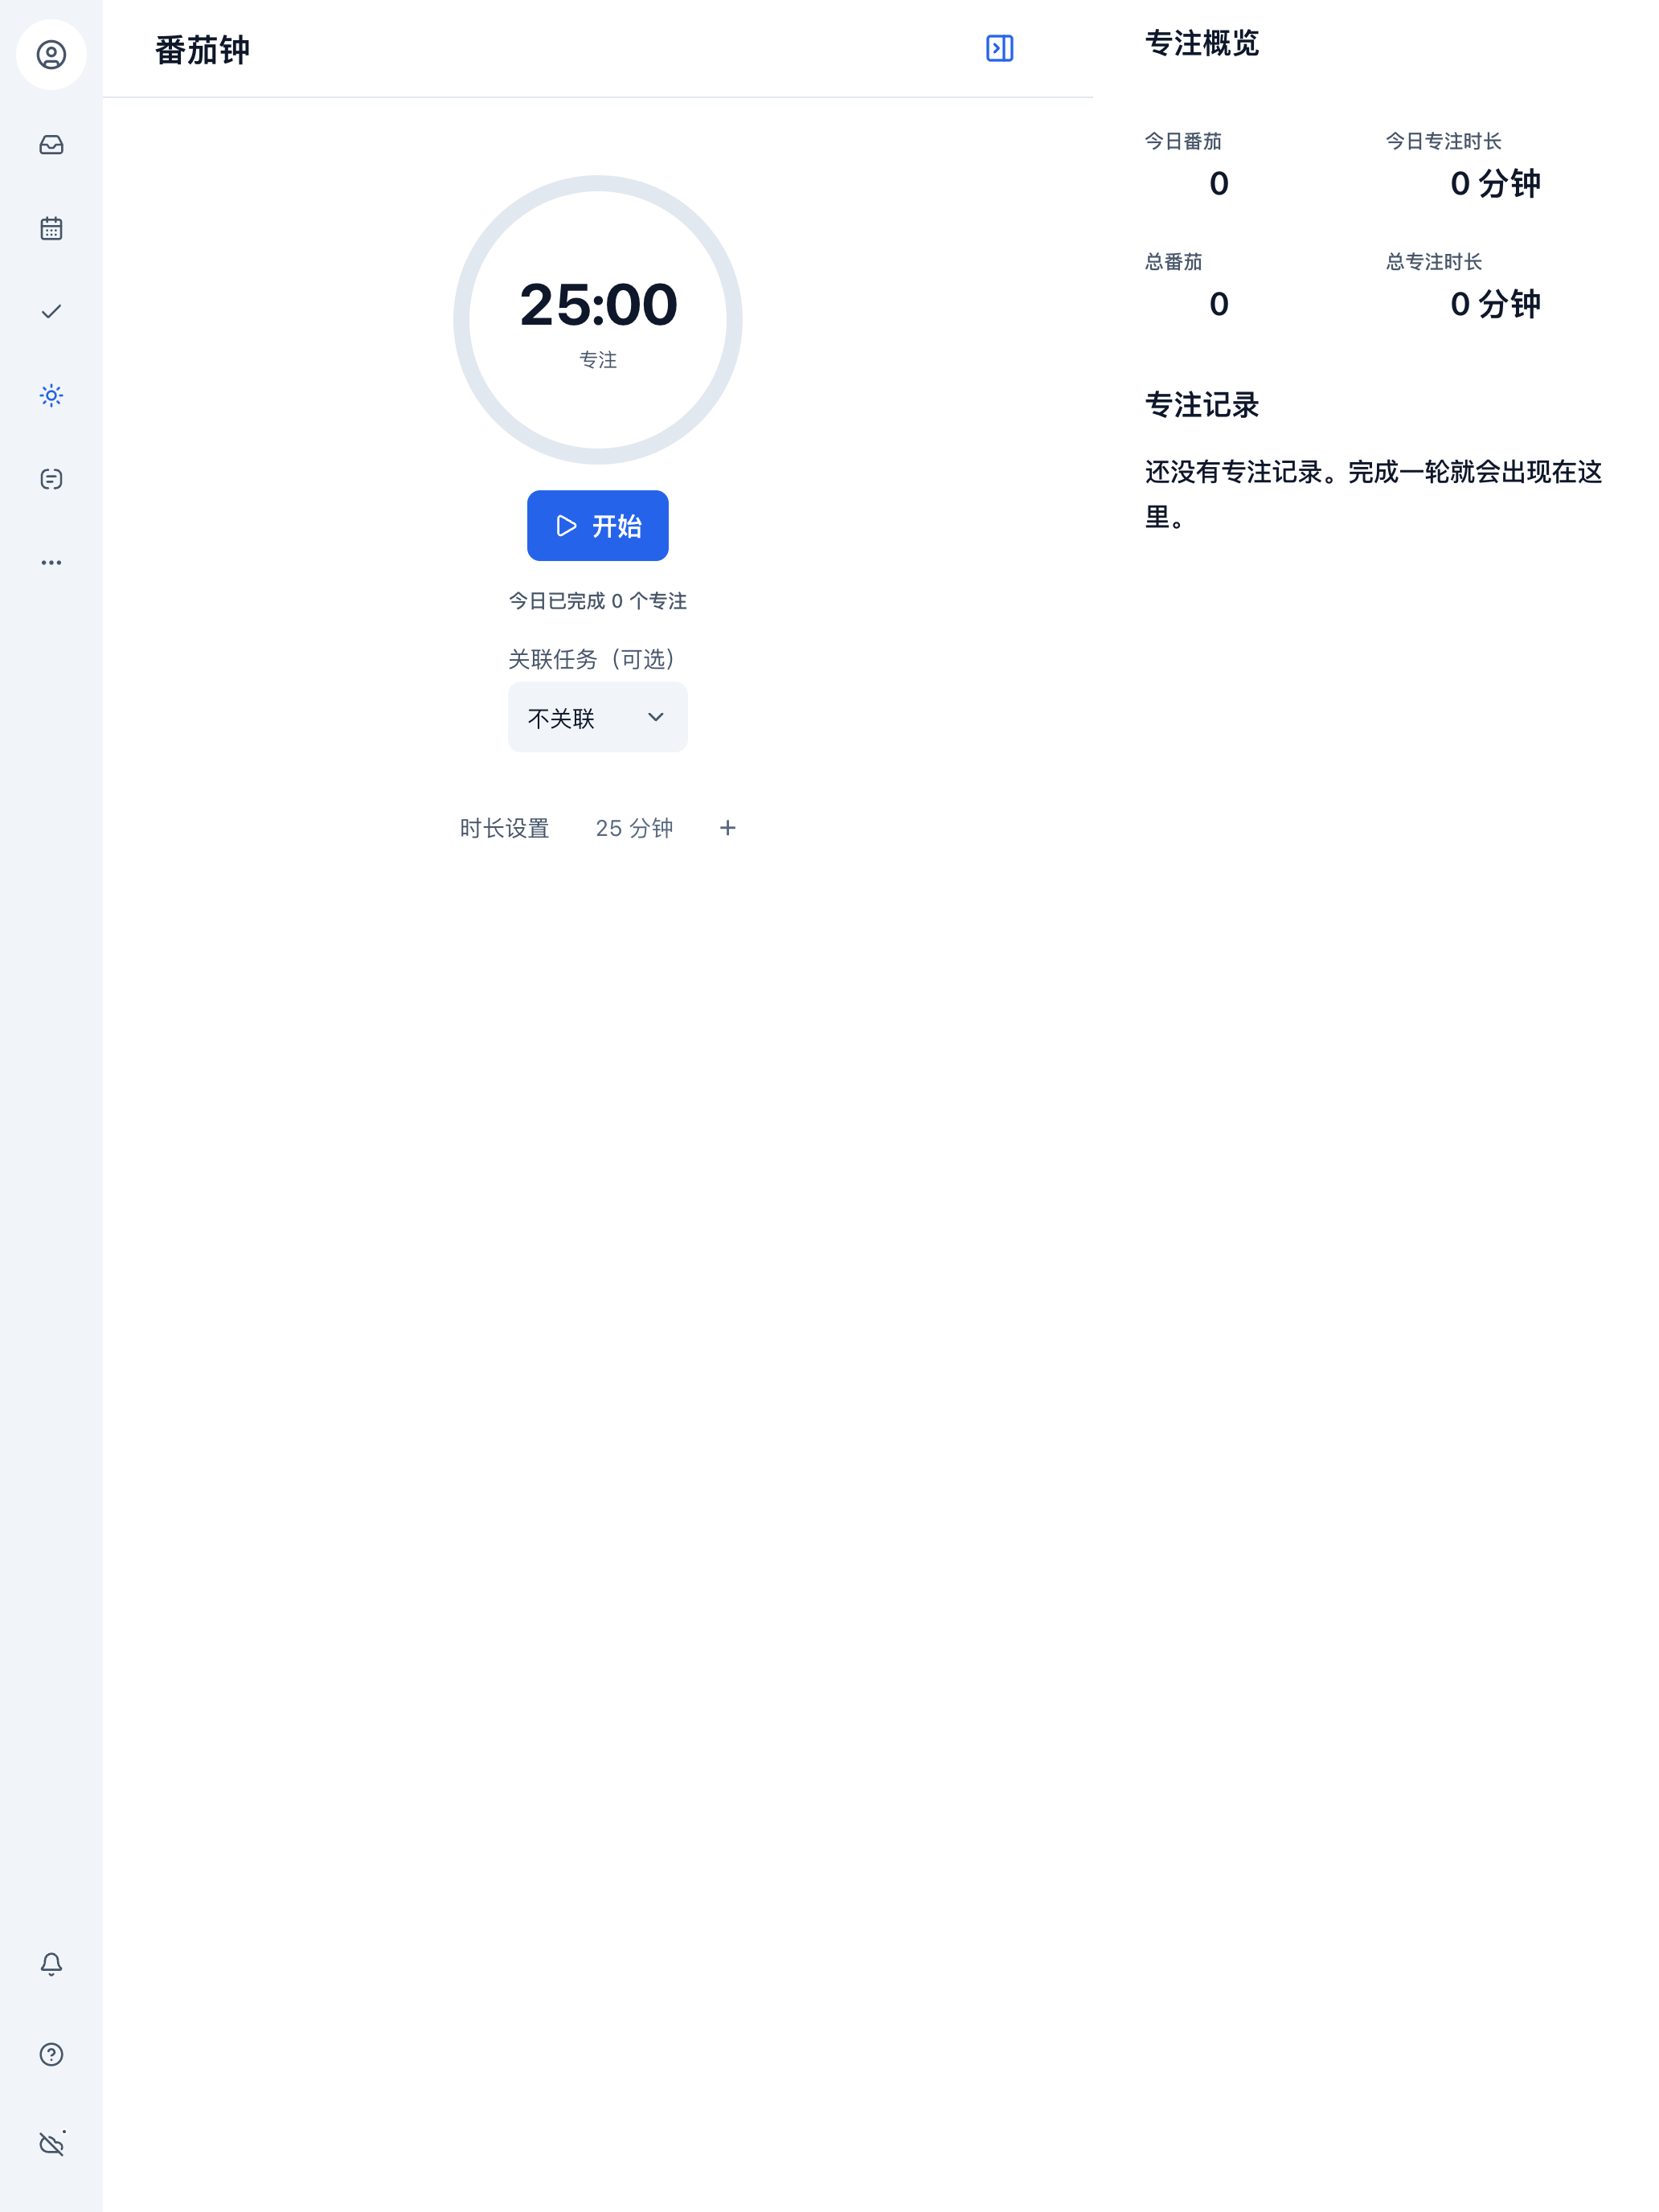 番茄钟
25:00
专注
开始
今日已完成 0 个专注
关联任务（可选）
不关联
时长设置 25 分钟 +
专注概览
今日番茄 今日专注时长
0 0 分钟
总番茄 总专注时长
0 0 分钟
专注记录
还没有专注记录。完成一轮就会出现在这
里。